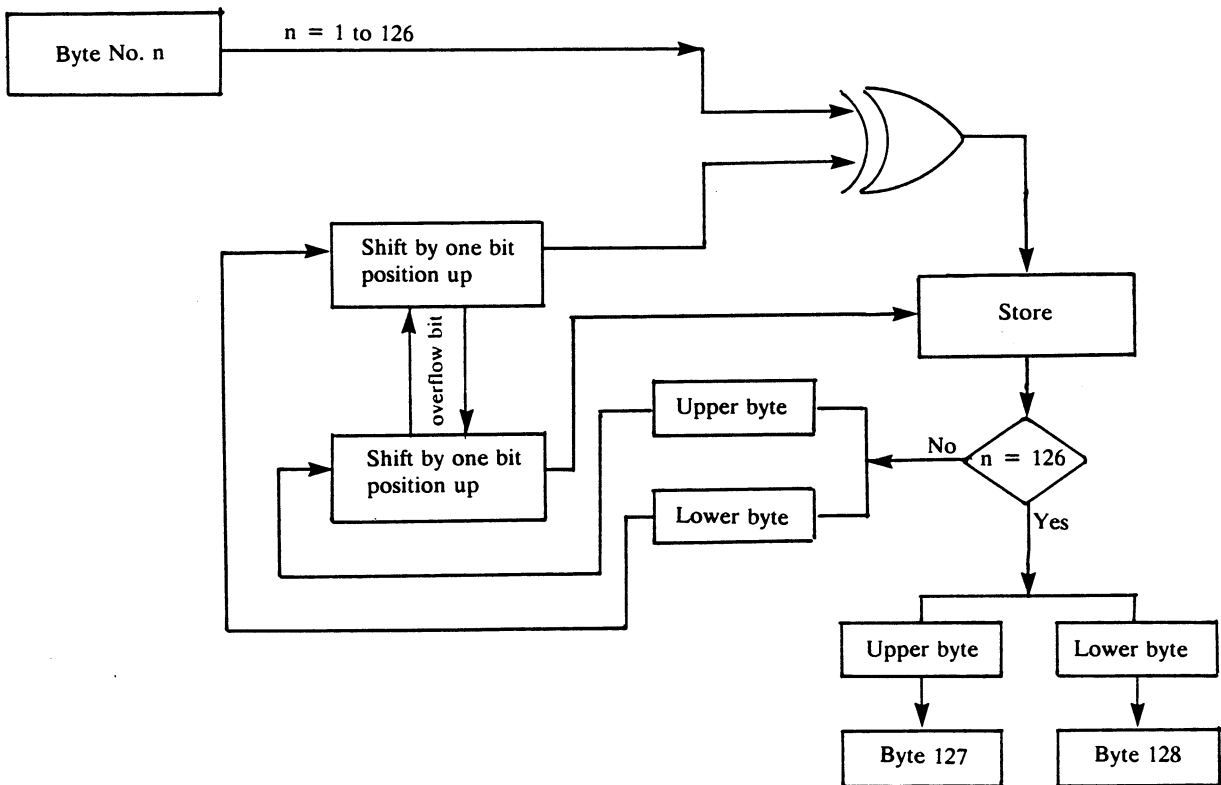 n = 1 to 126
Byte No. n
Shift by one bit
position up
overflow bit
Store
Upper byte
Shift by one bit
position up
No
n = 126
Lower byte
Yes
Upper byte
Lower byte
Byte 127
Byte 128